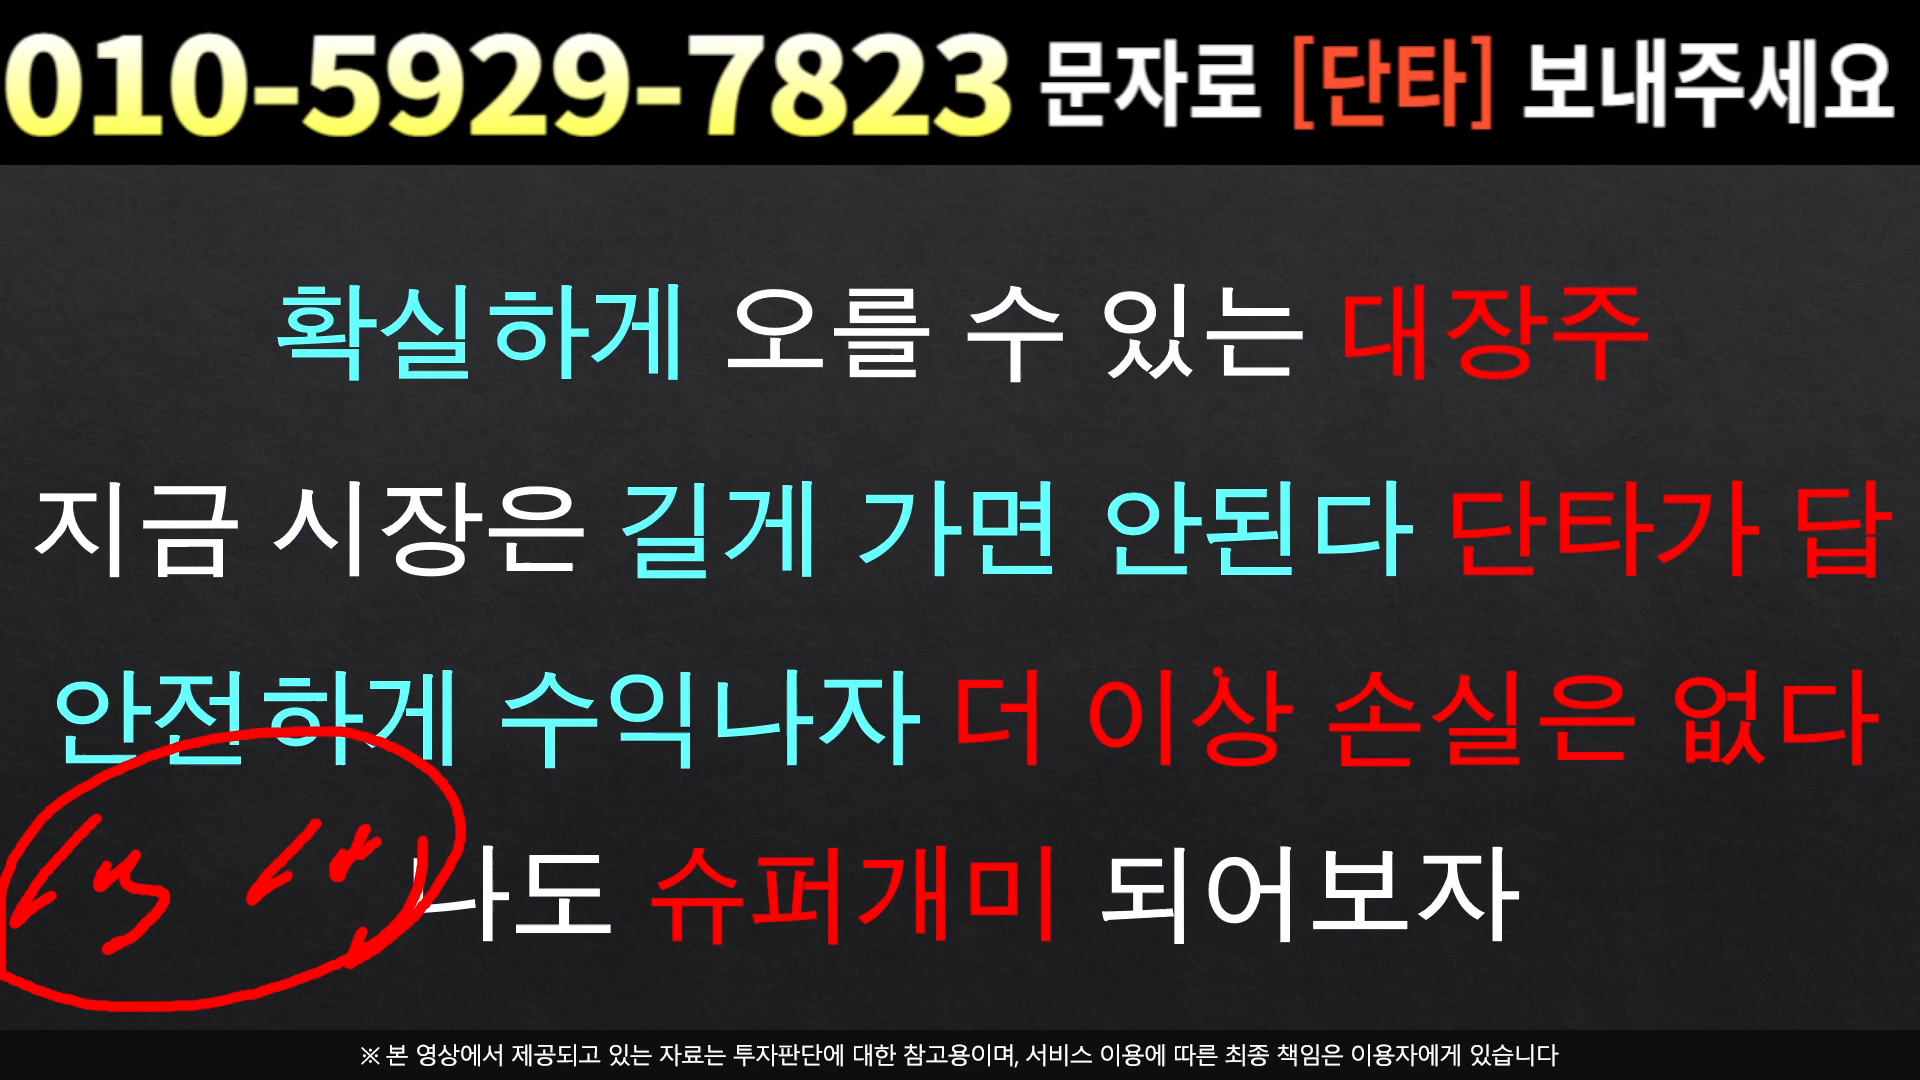 010-5929-7823 문자로 [단타] 보내주세요
확실하게 오를 수 있는 대장주
지금 시장은 길게 가면 안된다 단타가 답
안전하게 수익나자 더 이상 손실은 없다
나도 슈퍼개미 되어보자
※ 본 영상에서 제공되고 있는 자료는 투자판단에 대한 참고용이며, 서비스 이용에 따른 최종 책임은 이용자에게 있습니다